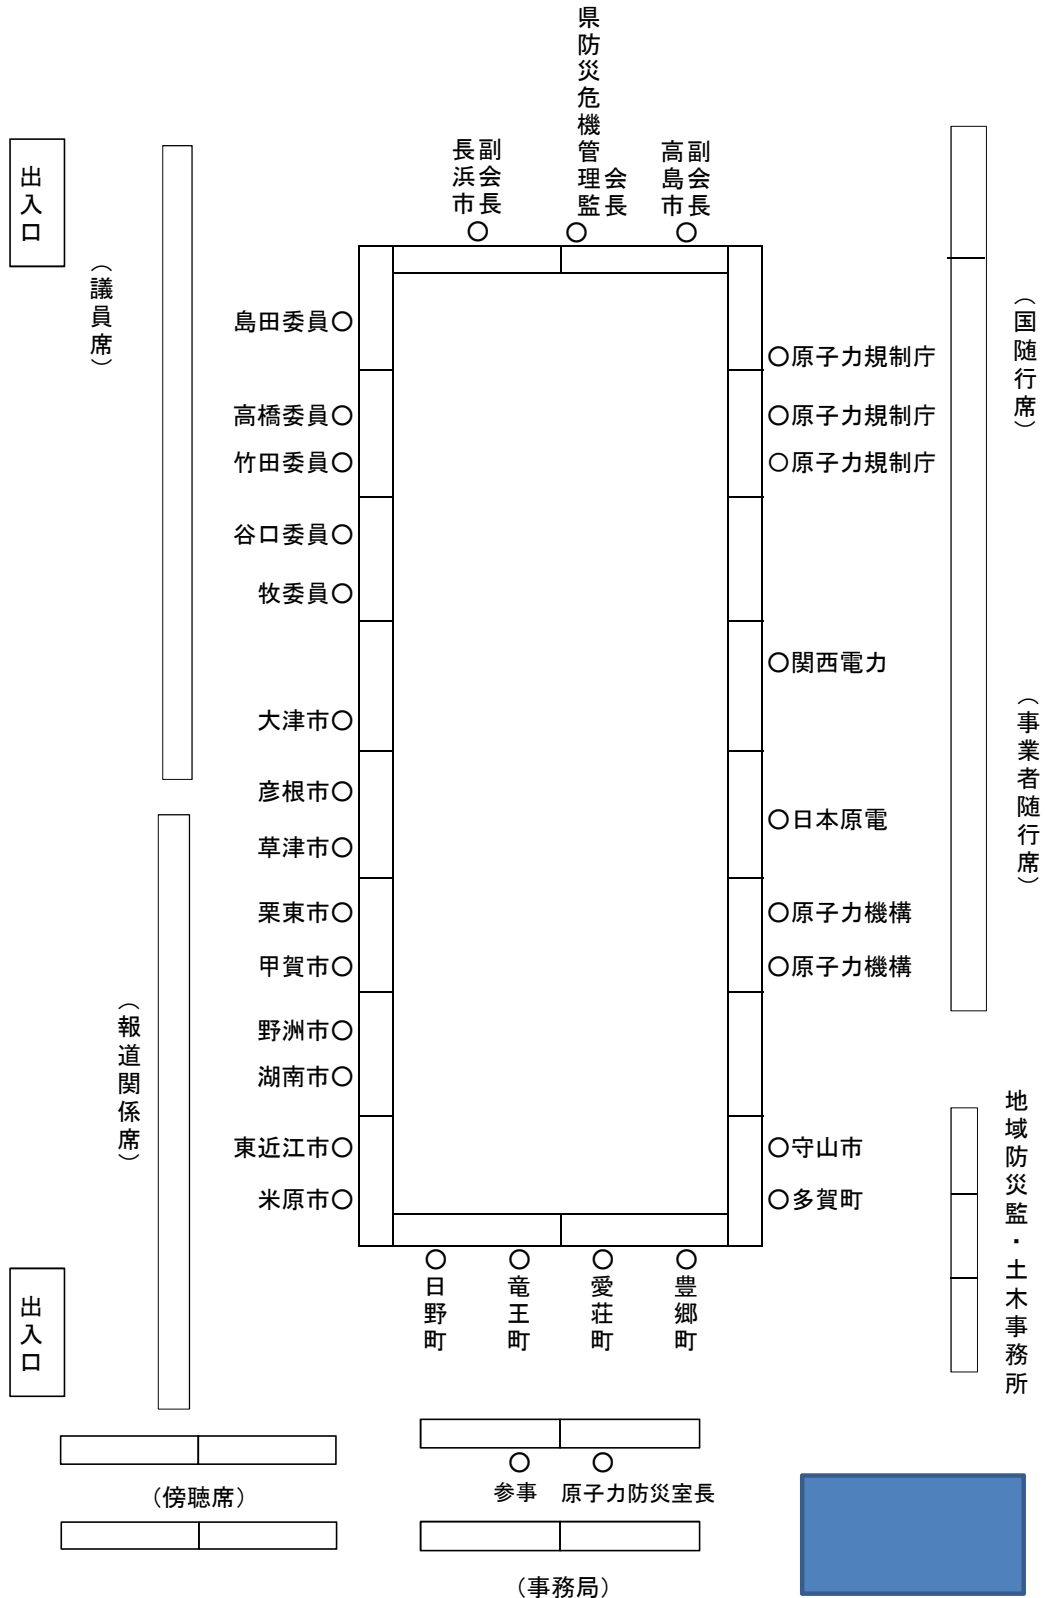 県防災危機管理監
会長
副会長
長浜市
副会長
高島市
出入口
（議員席）
島田委員○
高橋委員○
竹田委員○
谷口委員○
牧委員○
大津市○
彦根市○
草津市○
栗東市○
甲賀市○
野洲市○
湖南市○
東近江市○
米原市○
○原子力規制庁
○原子力規制庁
○原子力規制庁
○関西電力
○日本原電
○原子力機構
○原子力機構
○守山市
○多賀町
（国随行席）
（事業者随行席）
（報道関係席）
地域防災監・土木事務所
出入口
日野町
竜王町
愛荘町
豊郷町
参事
原子力防災室長
（傍聴席）
（事務局）